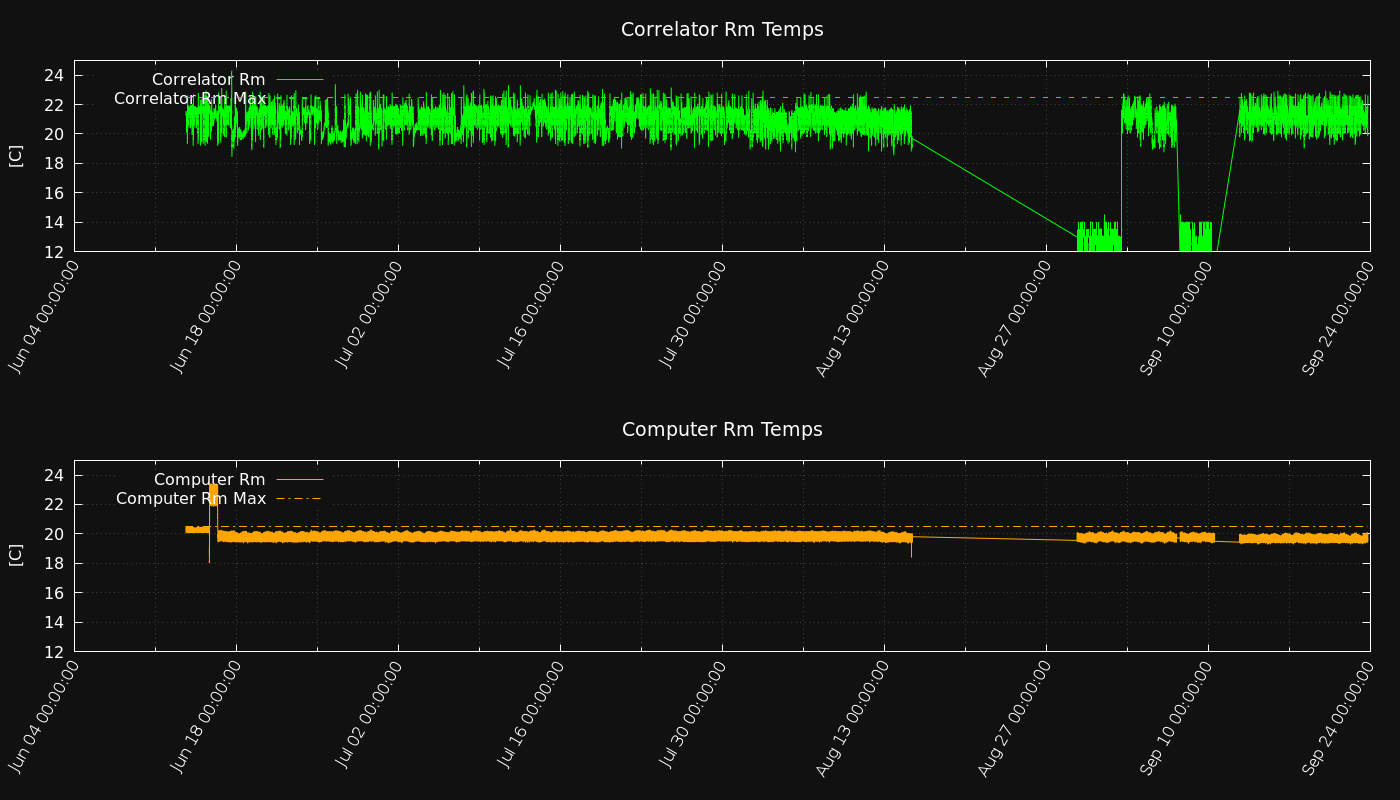 Correlator Rm Temps
Correlator Rm
Correlator Rm Max
[C]
24
22
20
18
16
14
12
Jun 04 00:00:00
Jun 18 00:00:00
Jul 02 00:00:00
Jul 16 00:00:00
Jul 30 00:00:00
Aug 13 00:00:00
Aug 27 00:00:00
Sep 10 00:00:00
Sep 24 00:00:00
Computer Rm Temps
Computer Rm
Computer Rm Max
[C]
24
22
20
18
16
14
12
Jun 04 00:00:00
Jun 18 00:00:00
Jul 02 00:00:00
Jul 16 00:00:00
Jul 30 00:00:00
Aug 13 00:00:00
Aug 27 00:00:00
Sep 10 00:00:00
Sep 24 00:00:00